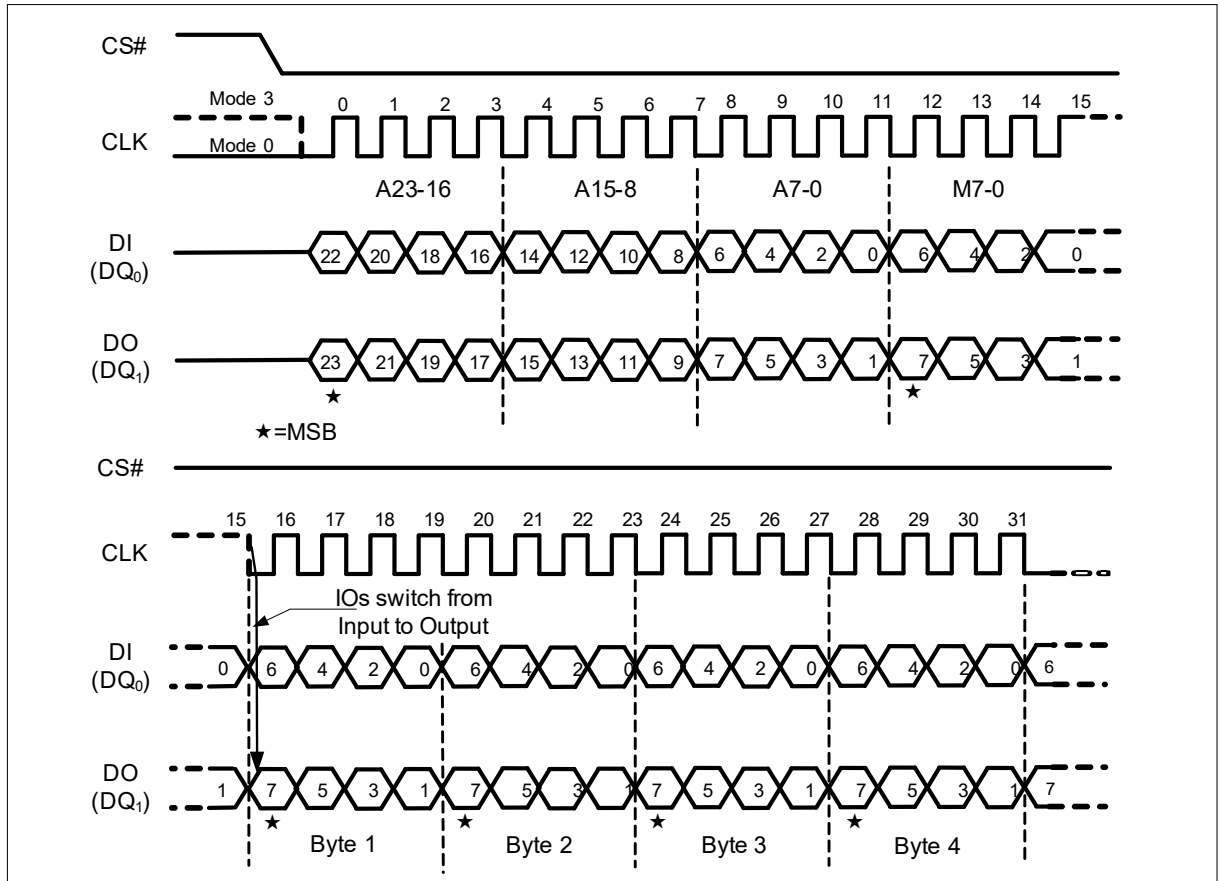 CS#
Mode 3 0 1 2 3 4 5 6 7 8 9 10 11 12 13 14 15
CLK
Mode 0
A23-16 A15-8 A7-0 M7-0
DI
(DQ0)
22 20 18 16 14 12 10 8 6 4 2 0 6 4 2 0
DO
(DQ1)
23 21 19 17 15 13 11 9 7 5 3 1 7 5 3 1
★ ★
★=MSB
CS#
15 16 17 18 19 20 21 22 23 24 25 26 27 28 29 30 31
CLK
IOs switch from
Input to Output
DI
(DQ0)
0 6 4 2 0 6 4 2 0 6 4 2 0 6 4 2 0 6
DO
(DQ1)
1 7 5 3 1 7 5 3 1 7 5 3 1 7 5 3 1 7
★ ★ ★ ★
Byte 1 Byte 2 Byte 3 Byte 4